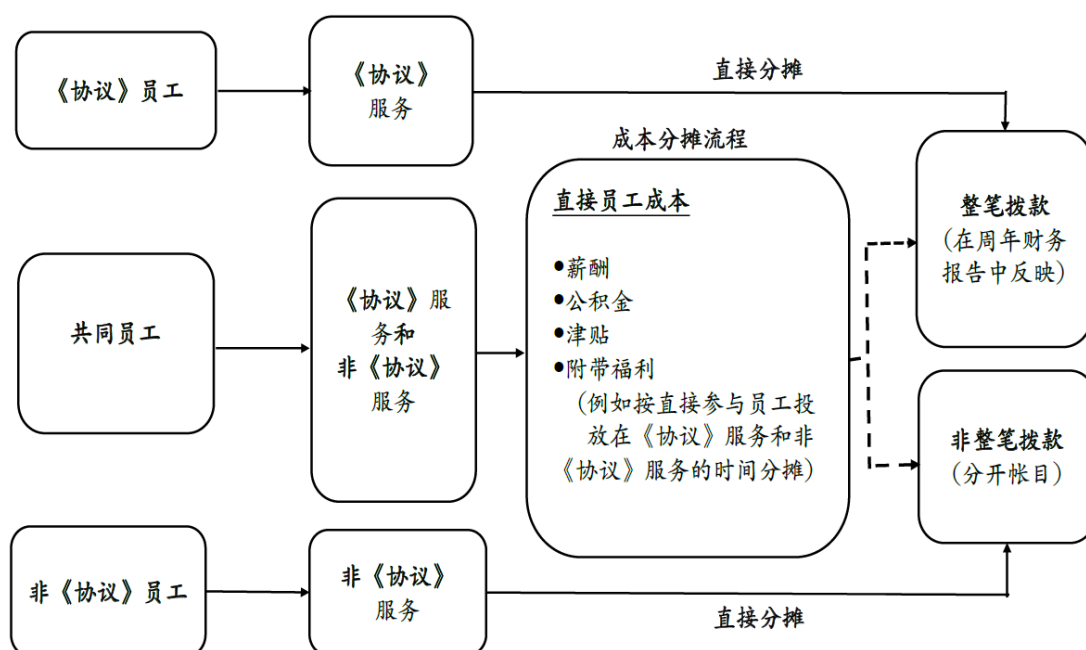 《协议》员工
《协议》
服务
直接分摊
成本分摊流程
整笔拨款
(在周年财务
报告中反映)
共同员工
《协议》服
务和
非《协议》
服务
直接员工成本
•薪酬
•公积金
•津贴
•附带福利
(例如按直接参与员工投
放在《协议》服务和非
《协议》服务的时间分摊)
非整笔拨款
(分开帐目)
非《协议》员工
非《协议》
服务
直接分摊